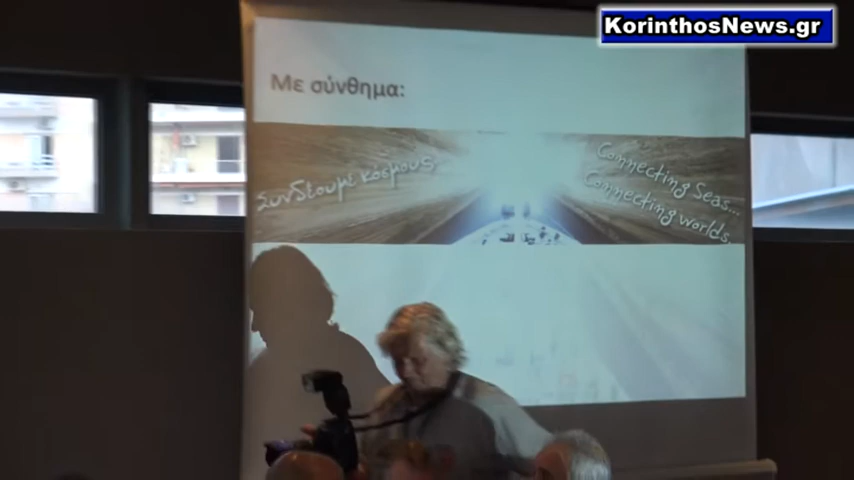 KorinthosNews.gr
Με σύνθημα:
Συνδέουμε κόσμους
Connecting Seas...
Connecting worlds